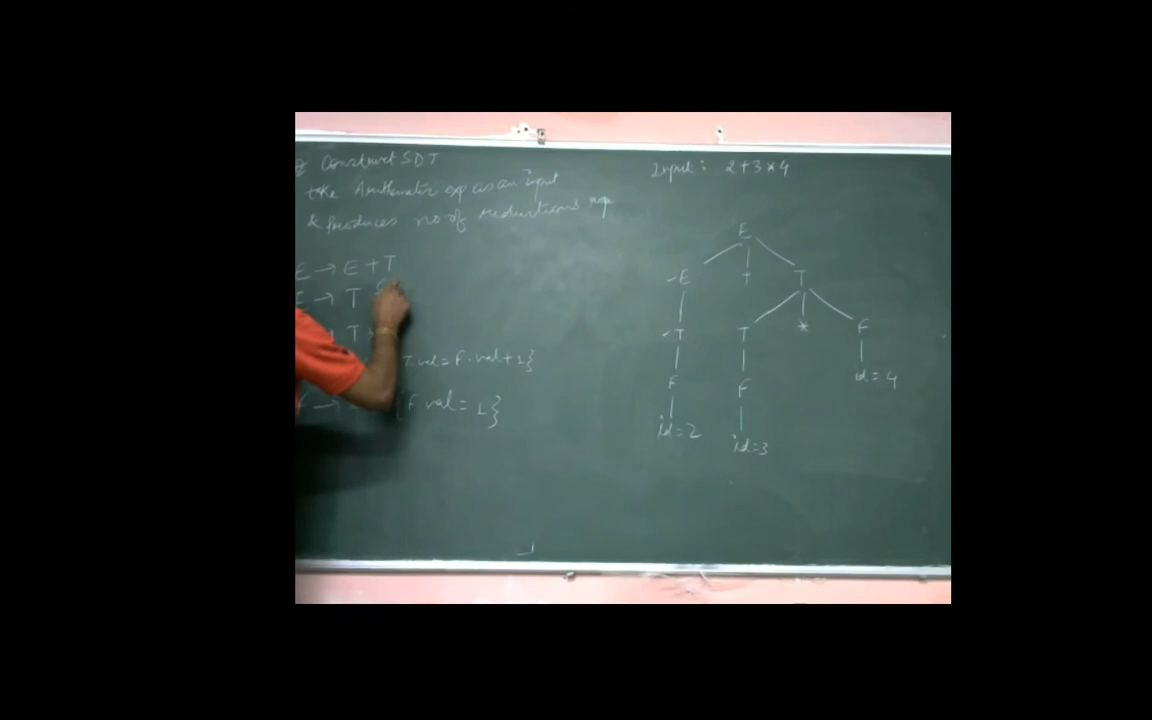 Construct SDT
take Arithmetic exp as an input
& produces no of reductions
E → E + T
E → T
T *
T.val = F.val + 1}
F → {F.val = 1}
Input: 2 + 3 * 4
E
E + T
T T * F
F F id = 4
id = 2 id = 3